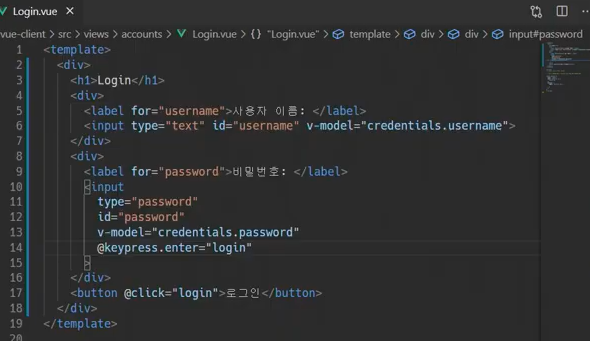 Login.vue ×
vue-client > src > views > accounts > Login.vue > {} "Login.vue" > template > div > div > input#password
1 <template>
2 <div>
3 <h1>Login</h1>
4 <div>
5 <label for="username">사용자 이름: </label>
6 <input type="text" id="username" v-model="credentials.username">
7 </div>
8 <div>
9 <label for="password">비밀번호: </label>
10 <input
11 type="password"
12 id="password"
13 v-model="credentials.password"
14 @keypress.enter="login"
15 >
16 </div>
17 <button @click="login">로그인</button>
18 </div>
19 </template>
20